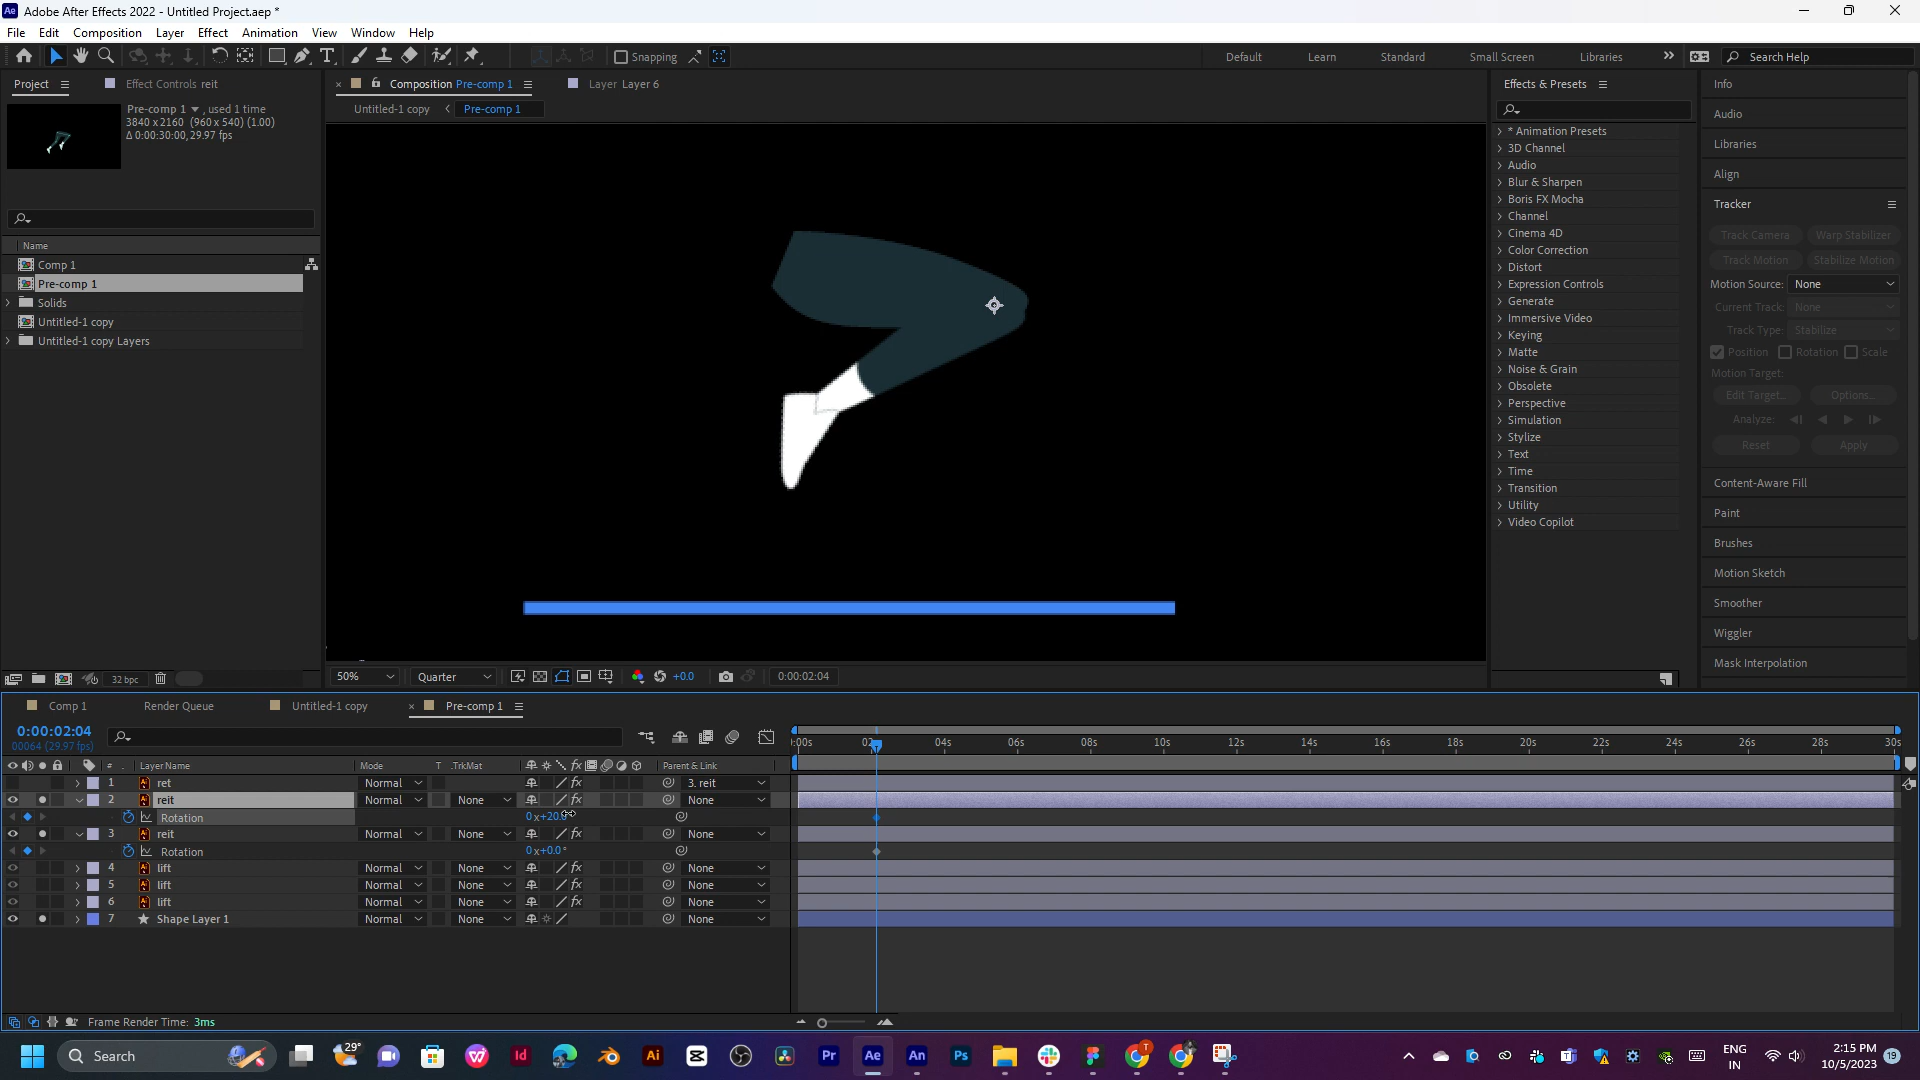 Adobe After Effects 2022 - Untitled Project.aep *
File Edit Composition Layer Effect Animation View Window Help
Snapping
Default Learn Standard Small Screen Libraries
Search Help
Project Effect Controls reit
Composition Pre-comp 1 Layer Layer 6
Untitled-1 copy Pre-comp 1
Pre-comp 1 , used 1 time
3840 x 2160 (960 x 540) (1.00)
Δ 0:00:30:00, 29.97 fps
Name
Comp 1
Pre-comp 1
Solids
Untitled-1 copy
Untitled-1 copy Layers
32 bpc
50% Quarter +0.0 0:00:02:04
Effects & Presets
* Animation Presets
3D Channel
Audio
Blur & Sharpen
Boris FX Mocha
Channel
Cinema 4D
Color Correction
Distort
Expression Controls
Generate
Immersive Video
Keying
Matte
Noise & Grain
Obsolete
Perspective
Simulation
Stylize
Text
Time
Transition
Utility
Video Copilot
Info
Audio
Libraries
Align
Tracker
Track Camera Warp Stabilizer
Track Motion Stabilize Motion
Motion Source: None
Current Track: None
Track Type: Stabilize
Position Rotation Scale
Motion Target:
Edit Target... Options...
Analyze:
Reset Apply
Content-Aware Fill
Paint
Brushes
Motion Sketch
Smoother
Wiggler
Mask Interpolation
Comp 1 Render Queue Untitled-1 copy Pre-comp 1
0:00:02:04
00064 (29.97 fps)
:00s 02 04s 06s 08s 10s 12s 14s 16s 18s 20s 22s 24s 26s 28s 30s
# Layer Name Mode T .TrkMat Parent & Link
1 ret Normal 3. reit
2 reit Normal None None
Rotation 0 x+20.0
3 reit Normal None None
Rotation 0 x+0.0 °
4 lift Normal None None
5 lift Normal None None
6 lift Normal None None
7 Shape Layer 1 Normal None None
Frame Render Time: 3ms
Search
29°
ENG
IN
2:15 PM
10/5/2023
19